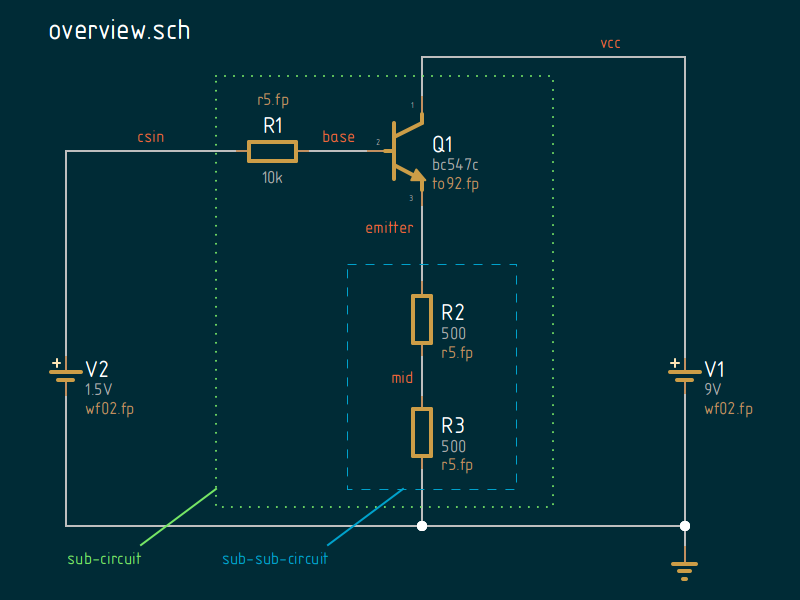 overview.sch
vcc
r5.fp
R1
csin
base
10k
1
2
3
Q1
bc547c
to92.fp
emitter
R2
500
r5.fp
mid
R3
500
r5.fp
+
V2
1.5V
wf02.fp
+
V1
9V
wf02.fp
sub-circuit
sub-sub-circuit